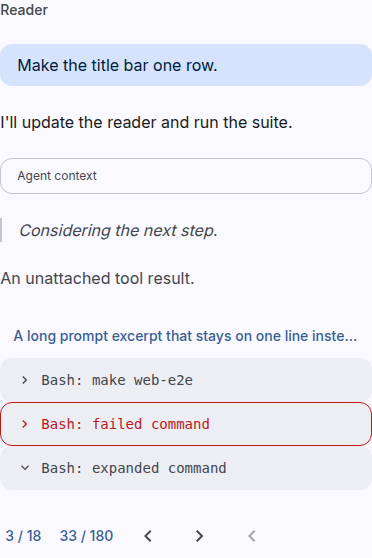 Reader
Make the title bar one row.
I'll update the reader and run the suite.
Agent context
Considering the next step.
An unattached tool result.
A long prompt excerpt that stays on one line inste...
Bash: make web-e2e
Bash: failed command
Bash: expanded command
3 / 18 33 / 180